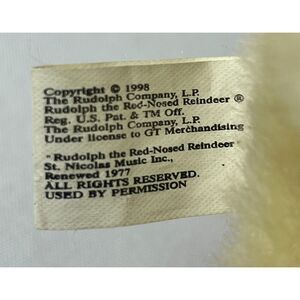 Copyright © 1998
The Rudolph Company, L.P.
Rudolph the Red-Nosed Reindeer ®
Reg. U.S. Pat. & TM Off.
The Rudolph Company, L.P.
Under license to GT Merchandising
"Rudolph the Red-Nosed Reindeer
St. Nicolas Music Inc.,
Renewed 1977
ALL RIGHTS RESERVED.
USED BY PERMISSION